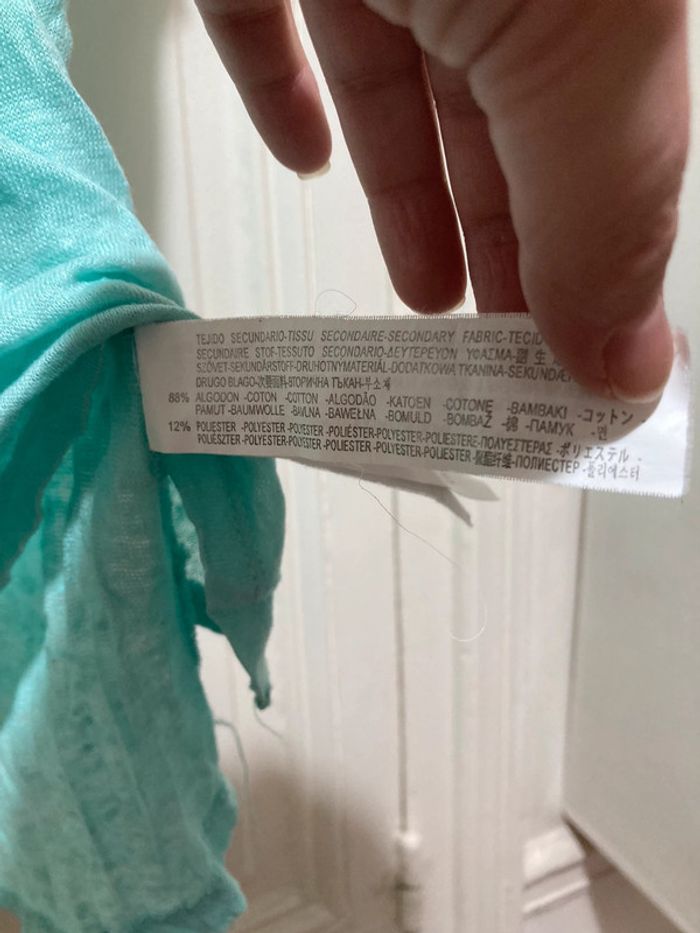 TEJIDO SECUNDARIO-TISSU SECONDAIRE-SECONDARY FABRIC-TECID
SECUNDAIRE STOF-TESSUTO SECONDARIO-ΔΕΥΤΕΡΕΥΟΝ ΥΦΑΣΜΑ
SZÖVET-SEKUNDÄRSTOFF-DRUHOTNYMATERIÁL-DODATKOWA TKANINA-SEKUNDÆR
DRUGO BLAGO-次要面料-ВТОРИЧНА ТЪКАН-부소재
88% ALGODON -COTON -COTTON -ALGODÃO -KATOEN -COTONE -BAMBAKI -コットン
PAMUT -BAUMWOLLE -BAVLNA -BAWEŁNA -BOMULD -BOMBAŽ -棉 -ПАМУК -면
12% POLIESTER -POLYESTER -POLYESTER -POLIÉSTER-POLYESTER-POLIESTERE-ΠΟΛΥΕΣΤΕΡΑΣ -ポリエステル -
POLIÉSZTER-POLYESTER-POLYESTER-POLIESTER-POLYESTER-POLIESTER -聚酯纤维-ПОЛИЕСТЕР -폴리에스터